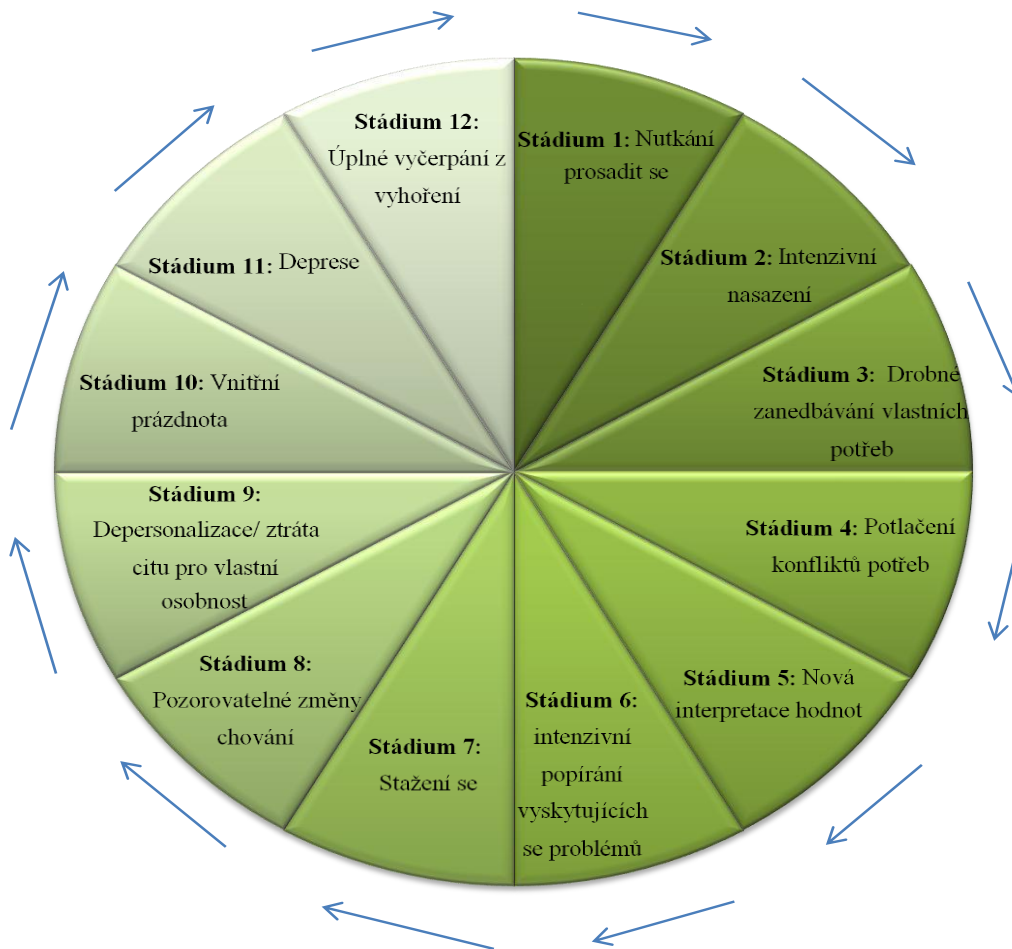 Stádium 1: Nutkání
prosadit se
Stádium 2: Intenzivní
nasazení
Stádium 3: Drobné
zanedbávání vlastních
potřeb
Stádium 4: Potlačení
konfliktů potřeb
Stádium 5: Nová
interpretace hodnot
Stádium 6:
intenzivní
popírání
vyskytujících
se problémů
Stádium 7:
Stažení se
Stádium 8:
Pozorovatelné změny
chování
Stádium 9:
Depersonalizace/ ztráta
citu pro vlastní
osobnost
Stádium 10: Vnitřní
prázdnota
Stádium 11: Deprese
Stádium 12:
Úplné vyčerpání z
vyhoření